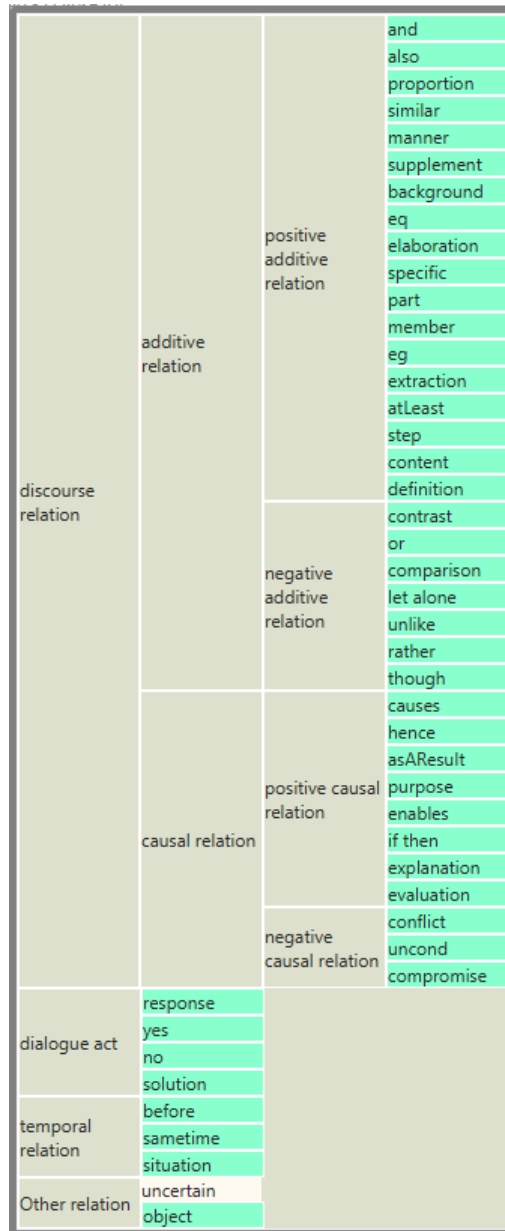 and
also
proportion
similar
manner
supplement
background
eq
positive
additive
relation
elaboration
specific
part
member
additive
relation
eg
extraction
atLeast
step
content
discourse
relation
definition
contrast
or
negative
additive
relation
comparison
let alone
unlike
rather
though
causes
hence
asAResult
positive causal
relation
purpose
enables
causal relation
if then
explanation
evaluation
negative
causal relation
conflict
uncond
compromise
dialogue act
response
yes
no
solution
temporal
relation
before
sametime
situation
Other relation
uncertain
object